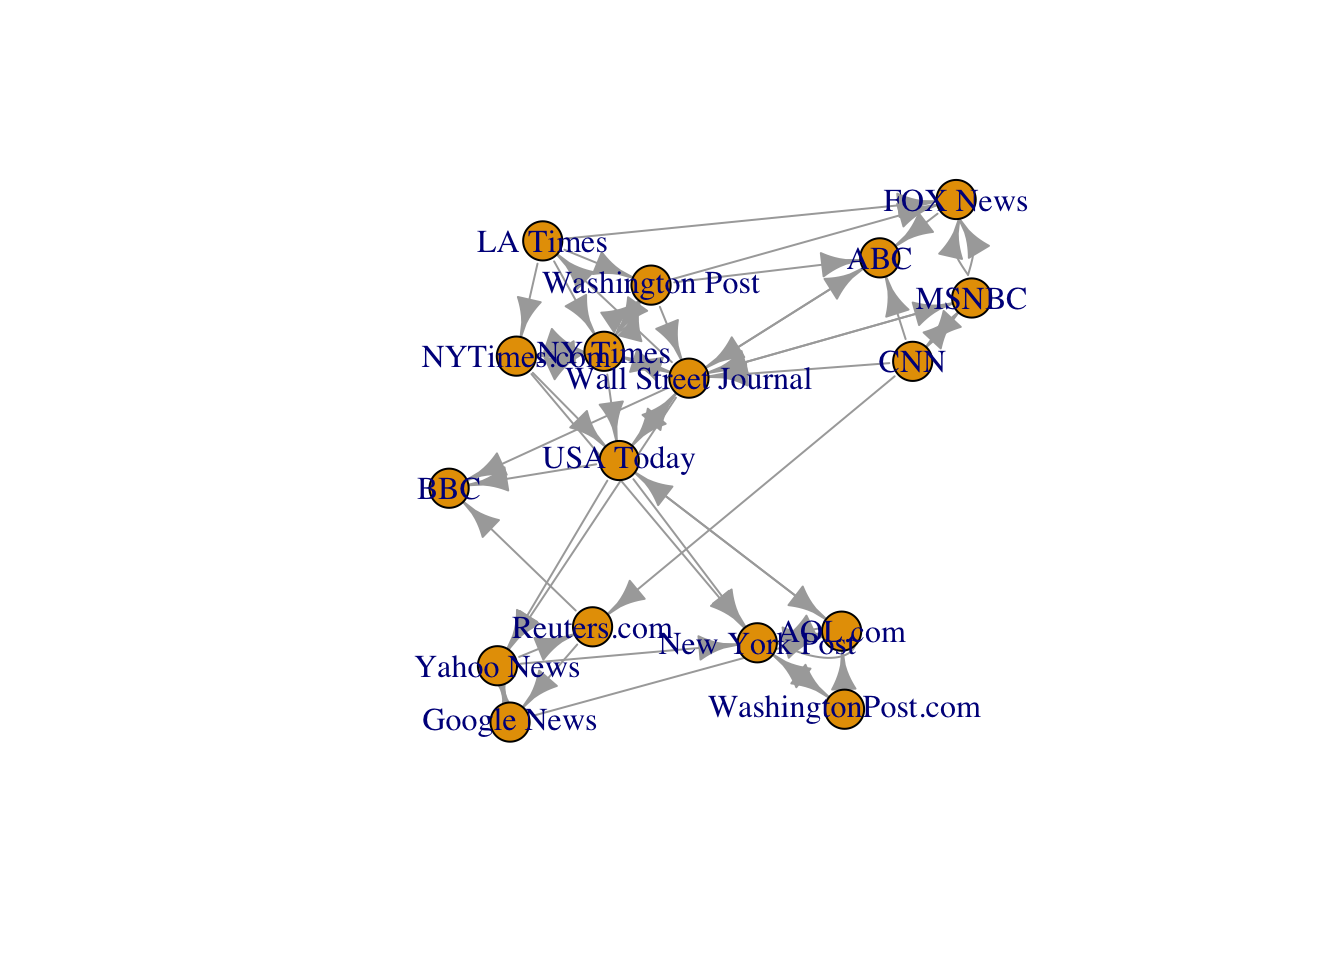 FOX News
LA Times
ABC
Washington Post
MSNBC
NYTimes.com
NY Times
CNN
Wall Street Journal
USA Today
BBC
Reuters.com
AOL.com
New York Post
Yahoo News
WashingtonPost.com
Google News